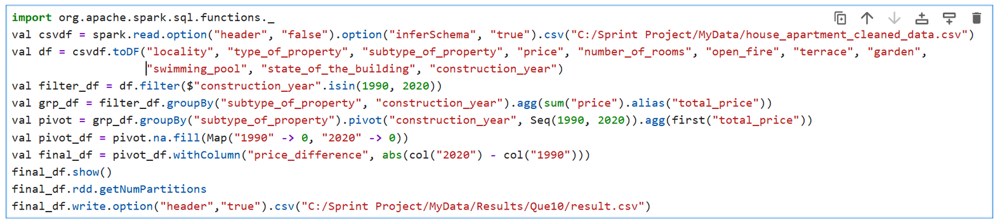 import org.apache.spark.sql.functions._
val csvdf = spark.read.option("header", "false").option("inferSchema", "true").csv("C:/Sprint Project/MyData/house_apartment_cleaned_data.csv")
val df = csvdf.toDF("locality", "type_of_property", "subtype_of_property", "price", "number_of_rooms", "open_fire", "terrace", "garden",
                    "swimming_pool", "state_of_the_building", "construction_year")
val filter_df = df.filter($"construction_year".isin(1990, 2020))
val grp_df = filter_df.groupBy("subtype_of_property", "construction_year").agg(sum("price").alias("total_price"))
val pivot = grp_df.groupBy("subtype_of_property").pivot("construction_year", Seq(1990, 2020)).agg(first("total_price"))
val pivot_df = pivot.na.fill(Map("1990" -> 0, "2020" -> 0))
val final_df = pivot_df.withColumn("price_difference", abs(col("2020") - col("1990")))
final_df.show()
final_df.rdd.getNumPartitions
final_df.write.option("header","true").csv("C:/Sprint Project/MyData/Results/Que10/result.csv")